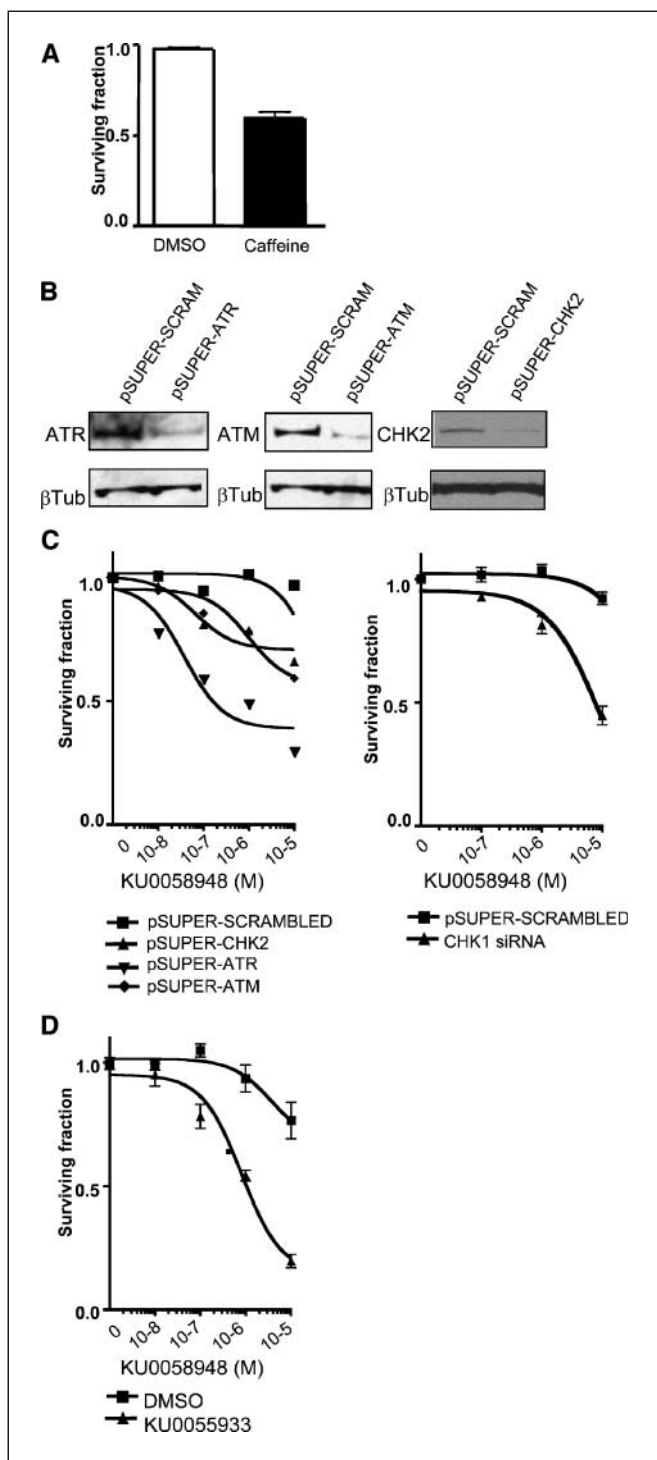 A
Surviving fraction
1.0
0.5
0.0
DMSO Caffeine
B
pSUPER-SCRAM
pSUPER-ATR
pSUPER-SCRAM
pSUPER-ATM
pSUPER-SCRAM
pSUPER-CHK2
ATR
ATM
CHK2
βTub
βTub
βTub
C
Surviving fraction
1.0
0.5
0.0
0 10-8 10-7 10-6 10-5
KU0058948 (M)
pSUPER-SCRAMBLED
pSUPER-CHK2
pSUPER-ATR
pSUPER-ATM
Surviving fraction
1.0
0.5
0.0
0 10-7 10-6 10-5
KU0058948 (M)
pSUPER-SCRAMBLED
CHK1 siRNA
D
Surviving fraction
1.0
0.5
0.0
0 10-8 10-7 10-6 10-5
KU0058948 (M)
DMSO
KU0055933